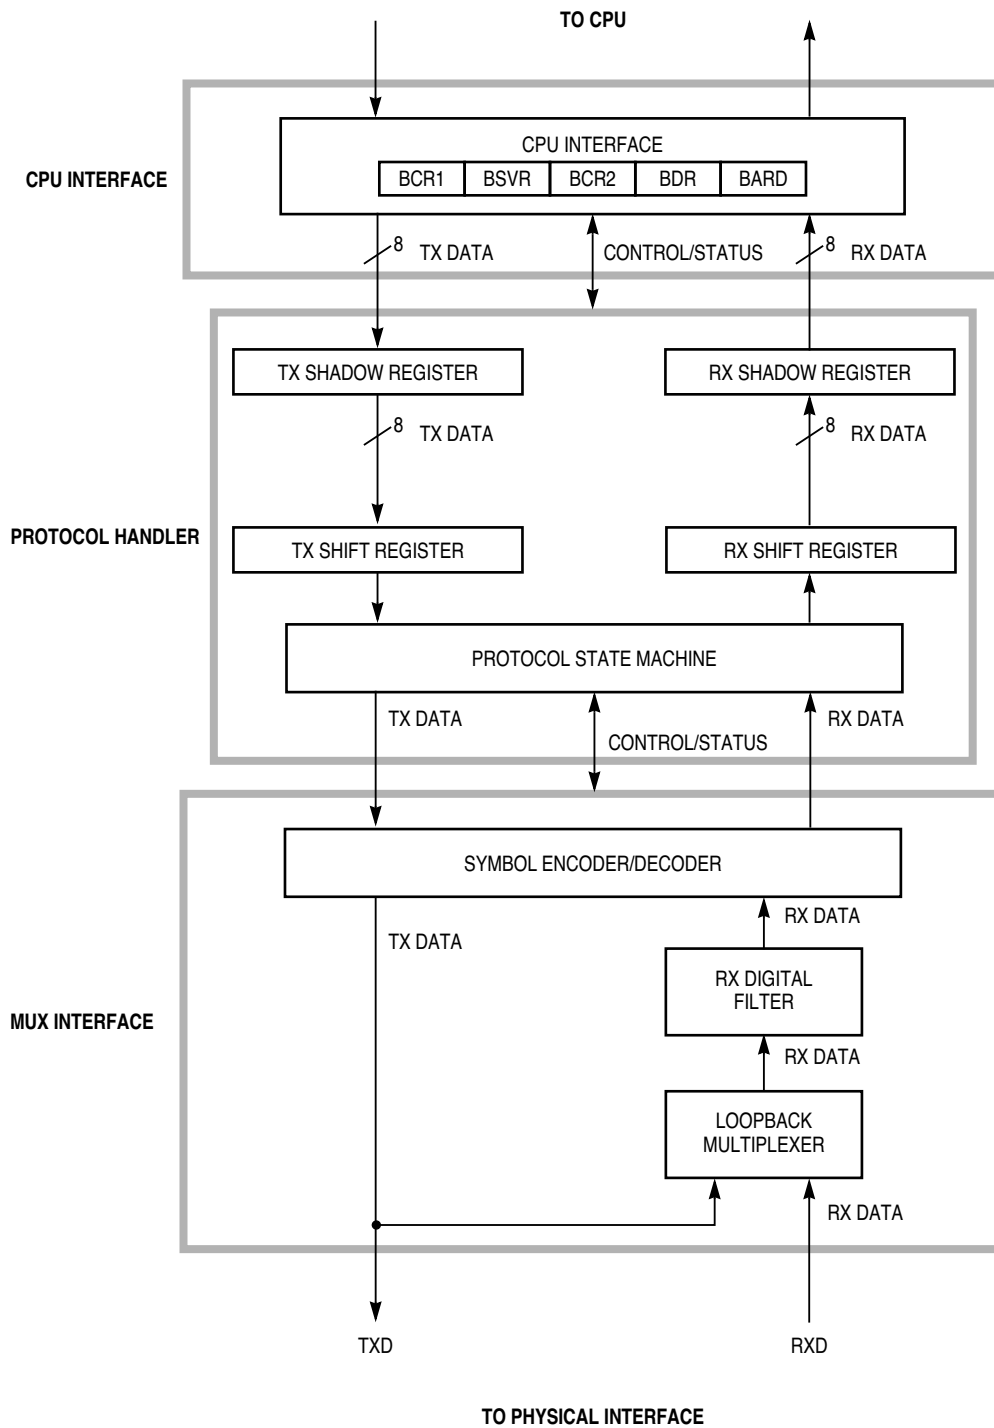 TO CPU
CPU INTERFACE
CPU INTERFACE
BCR1 BSVR BCR2 BDR BARD
8 TX DATA CONTROL/STATUS 8 RX DATA
TX SHADOW REGISTER RX SHADOW REGISTER
8 TX DATA 8 RX DATA
PROTOCOL HANDLER
TX SHIFT REGISTER RX SHIFT REGISTER
PROTOCOL STATE MACHINE
TX DATA RX DATA
CONTROL/STATUS
SYMBOL ENCODER/DECODER
RX DATA
TX DATA
RX DIGITAL
FILTER
MUX INTERFACE
RX DATA
LOOPBACK
MULTIPLEXER
RX DATA
TXD RXD
TO PHYSICAL INTERFACE